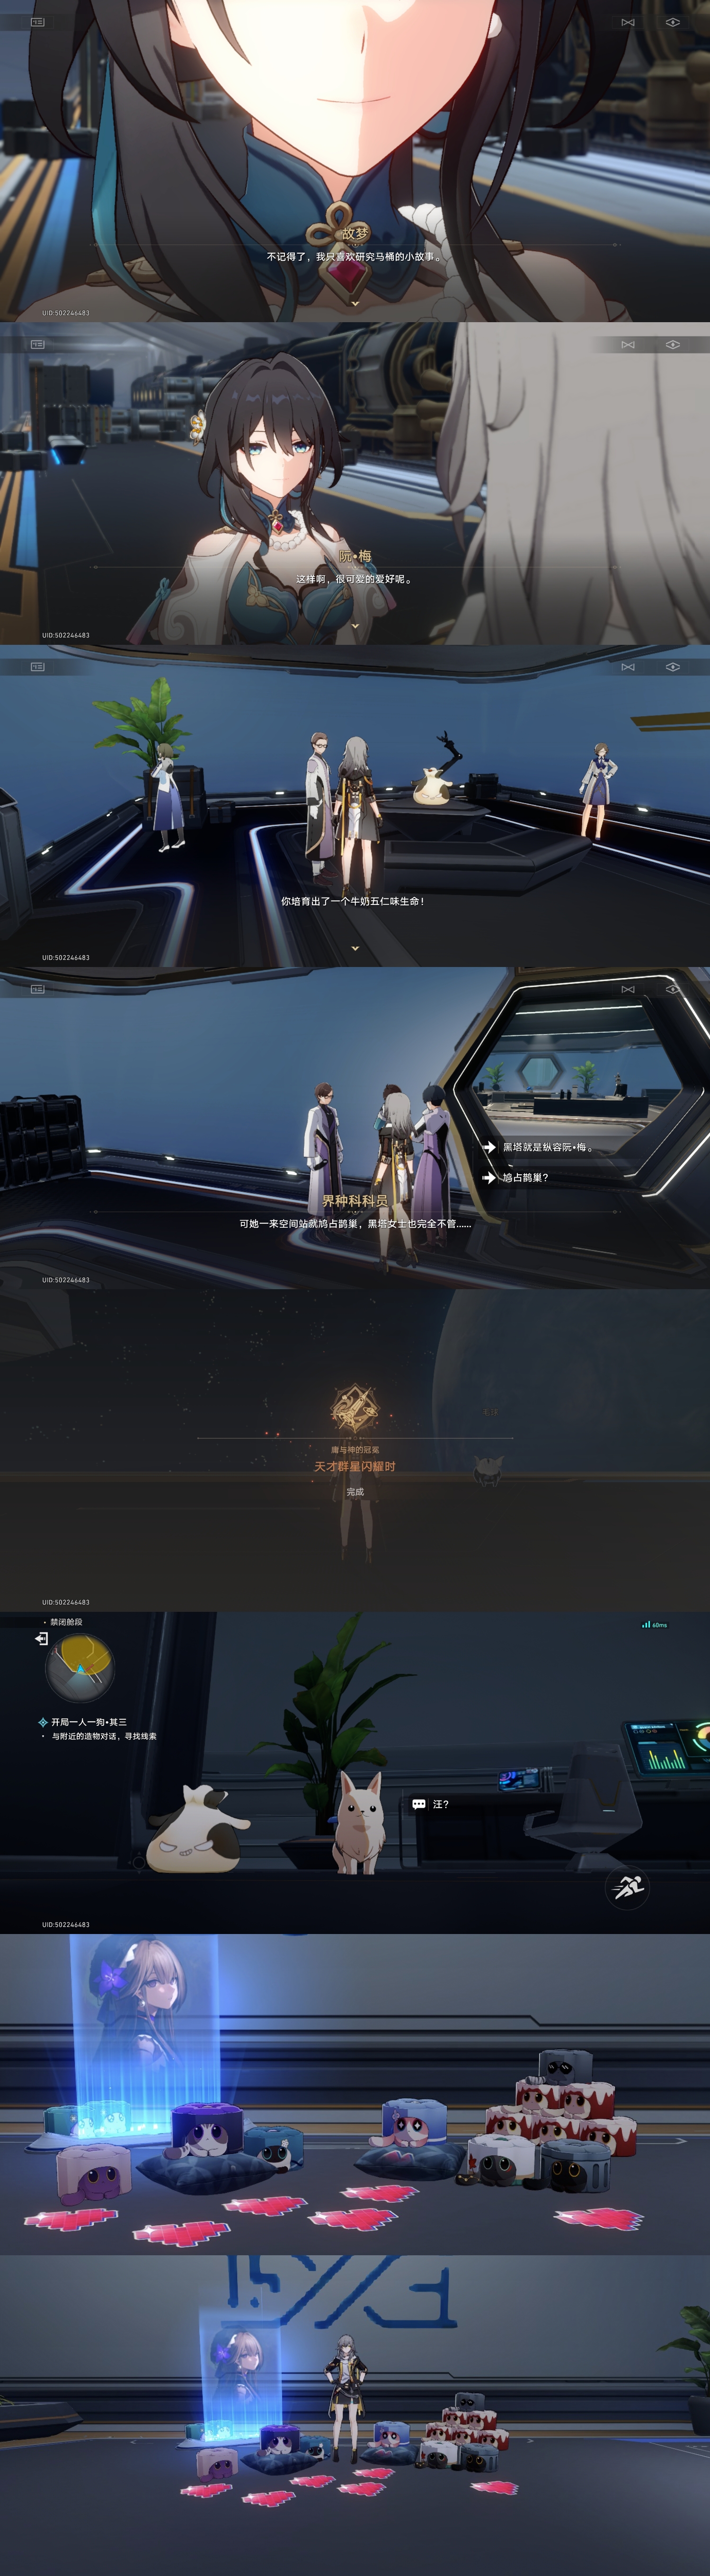 故梦
不记得了，我只喜欢研究马桶的小故事。
UID:502246483
阮•梅
这样啊，很可爱的爱好呢。
UID:502246483
你培育出了一个牛奶五仁味生命！
UID:502246483
黑塔就是纵容阮•梅。
鸠占鹊巢？
界种科科员
可她一来空间站就鸠占鹊巢，黑塔女士也完全不管……
UID:502246483
庸与神的冠冕
天才群星闪耀时
完成
UID:502246483
禁闭舱段
60ms
开局一人一狗•其三
与附近的造物对话，寻找线索
汪？
UID:502246483